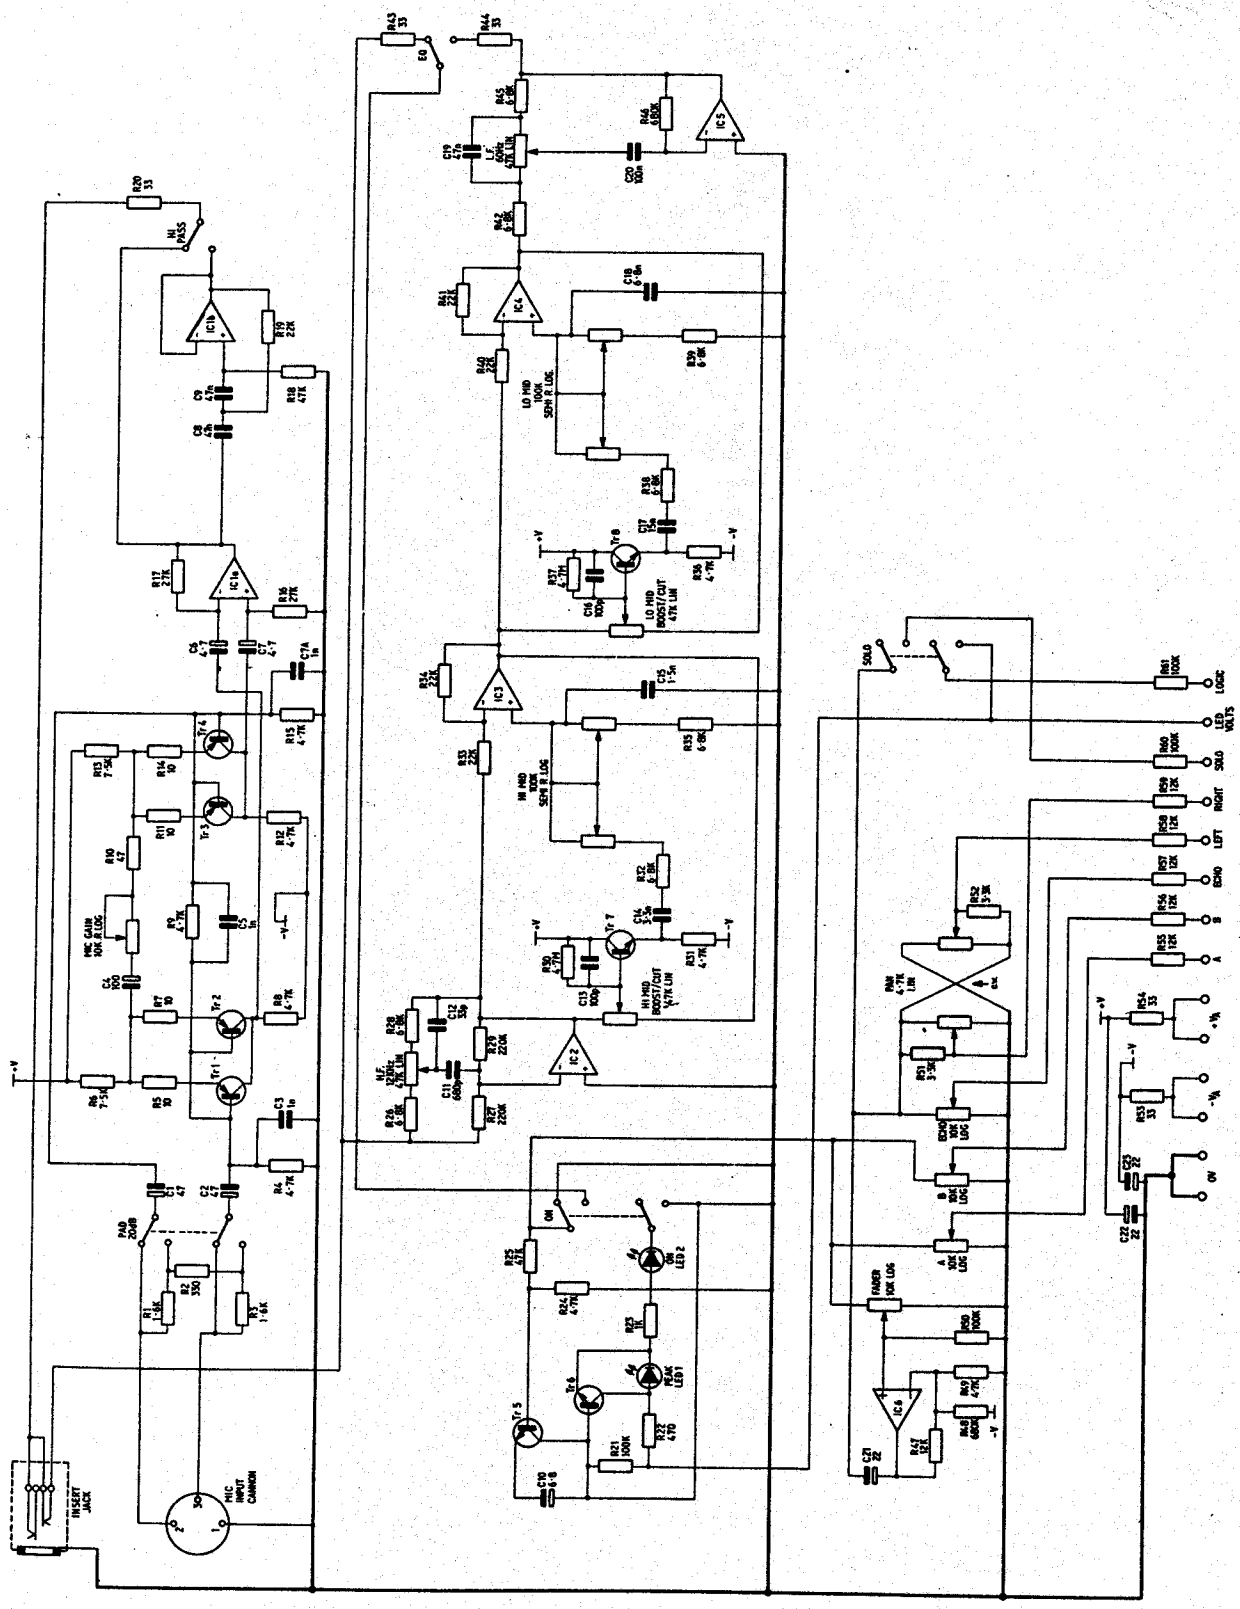 INSERT
JACK
MIC
INPUT
CANNON
2
3
1
R1
1·6K
R2
330
R3
1·6K
PAD
20dB
C1
47
C2
47
R4
4·7K
C3
1n
+V
R6
7·5K
R5
10
Tr1
R7
10
Tr2
R8
4·7K
C4
100
MIC GAIN
10K R.LOG
R9
4·7K
C5
1n
-V
R10
47
R11
10
Tr3
R12
4·7K
R13
7·5K
R14
10
Tr4
R15
4·7K
C6
4·7
C7
4·7
C7A
1n
R17
27K
IC1a
R16
27K
C8
47n
C9
47n
R18
47K
IC1b
R19
22K
HI
PASS
R20
33
C10
6·8
Tr5
R21
100K
Tr6
R22
470
PEAK
LED1
R23
1K
R24
4·7K
R25
47K
ON
ON
LED2
R26
6·8K
H.F.
12KHz
47K LIN
R28
6·8K
C11
680p
C12
33p
R27
220K
R29
220K
IC2
HI MID
BOOST/CUT
47K LIN
+V
R30
4·7M
C13
100p
Tr7
R31
4·7K
-V
C14
3·3n
R32
6·8K
HI MID
100K
SEMI R.LOG
R33
22K
R34
22K
IC3
C15
1·5n
R35
6·8K
LO MID
BOOST/CUT
47K LIN
+V
R37
4·7M
C16
100p
Tr8
R36
4·7K
-V
C17
15n
R38
6·8K
LO MID
100K
SEMI R.LOG
R40
22K
R41
22K
IC4
C18
6·8n
R39
6·8K
R42
6·8K
C19
47n
L.F.
60Hz
47K LIN
R45
6·8K
C20
100n
R46
680K
IC5
EQ
R43
33
R44
33
C21
22
IC6
R47
12K
R48
680K
-V
R49
4·7K
R50
100K
FADER
10K LOG
A
10K
LOG
B
10K
LOG
ECHO
10K
LOG
R51
3·3K
PAN
4·7K
LIN
R52
3·3K
SOLO
C22
22
C23
22
0V
-V
R53
33
-VA
+V
R54
33
+VA
R55
12K
A
R56
12K
B
R57
12K
ECHO
R58
12K
LEFT
R59
12K
RIGHT
R60
100K
SOLO
LED
VOLTS
R61
100K
LOGIC